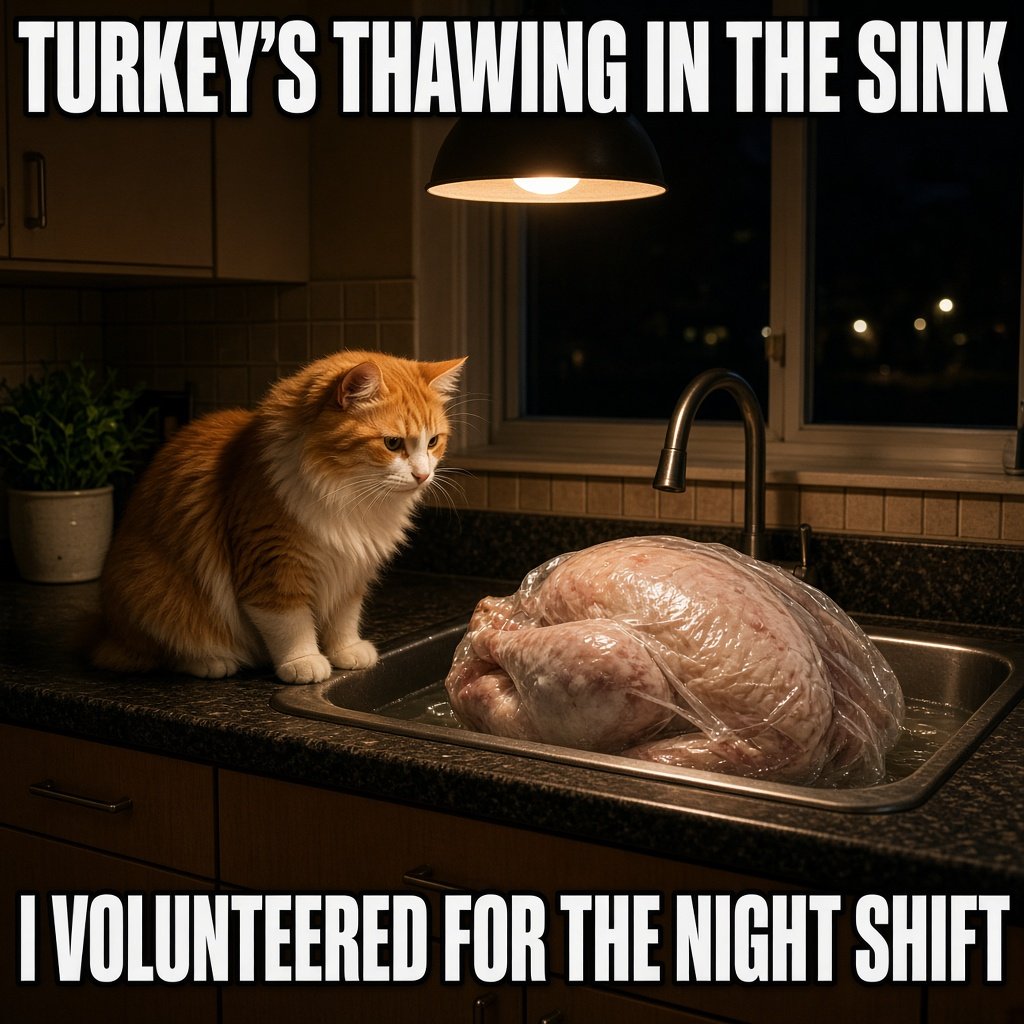 TURKEY’S THAWING IN THE SINK
I VOLUNTEERED FOR THE NIGHT SHIFT